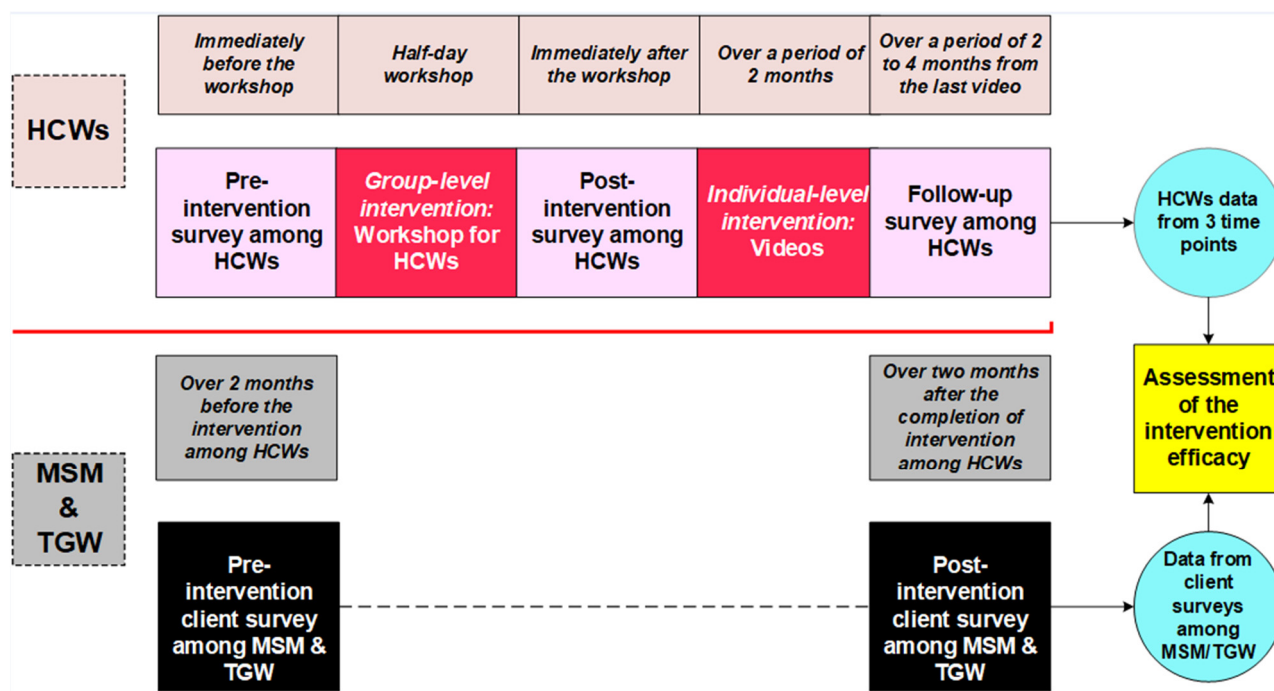 HCWs
Immediately
before the
workshop
Half-day
workshop
Immediately after
the workshop
Over a period of
2 months
Over a period of 2
to 4 months from
the last video
Pre-
intervention
survey among
HCWs
Group-level
intervention:
Workshop for
HCWs
Post-
intervention
survey among
HCWs
Individual-level
intervention:
Videos
Follow-up
survey among
HCWs
HCWs data
from 3 time
points
MSM
&
TGW
Over 2 months
before the
intervention
among HCWs
Over two months
after the
completion of
intervention
among HCWs
Assessment
of the
intervention
efficacy
Pre-
intervention
client survey
among MSM &
TGW
Post-
intervention
client survey
among MSM &
TGW
Data from
client
surveys
among
MSM/TGW